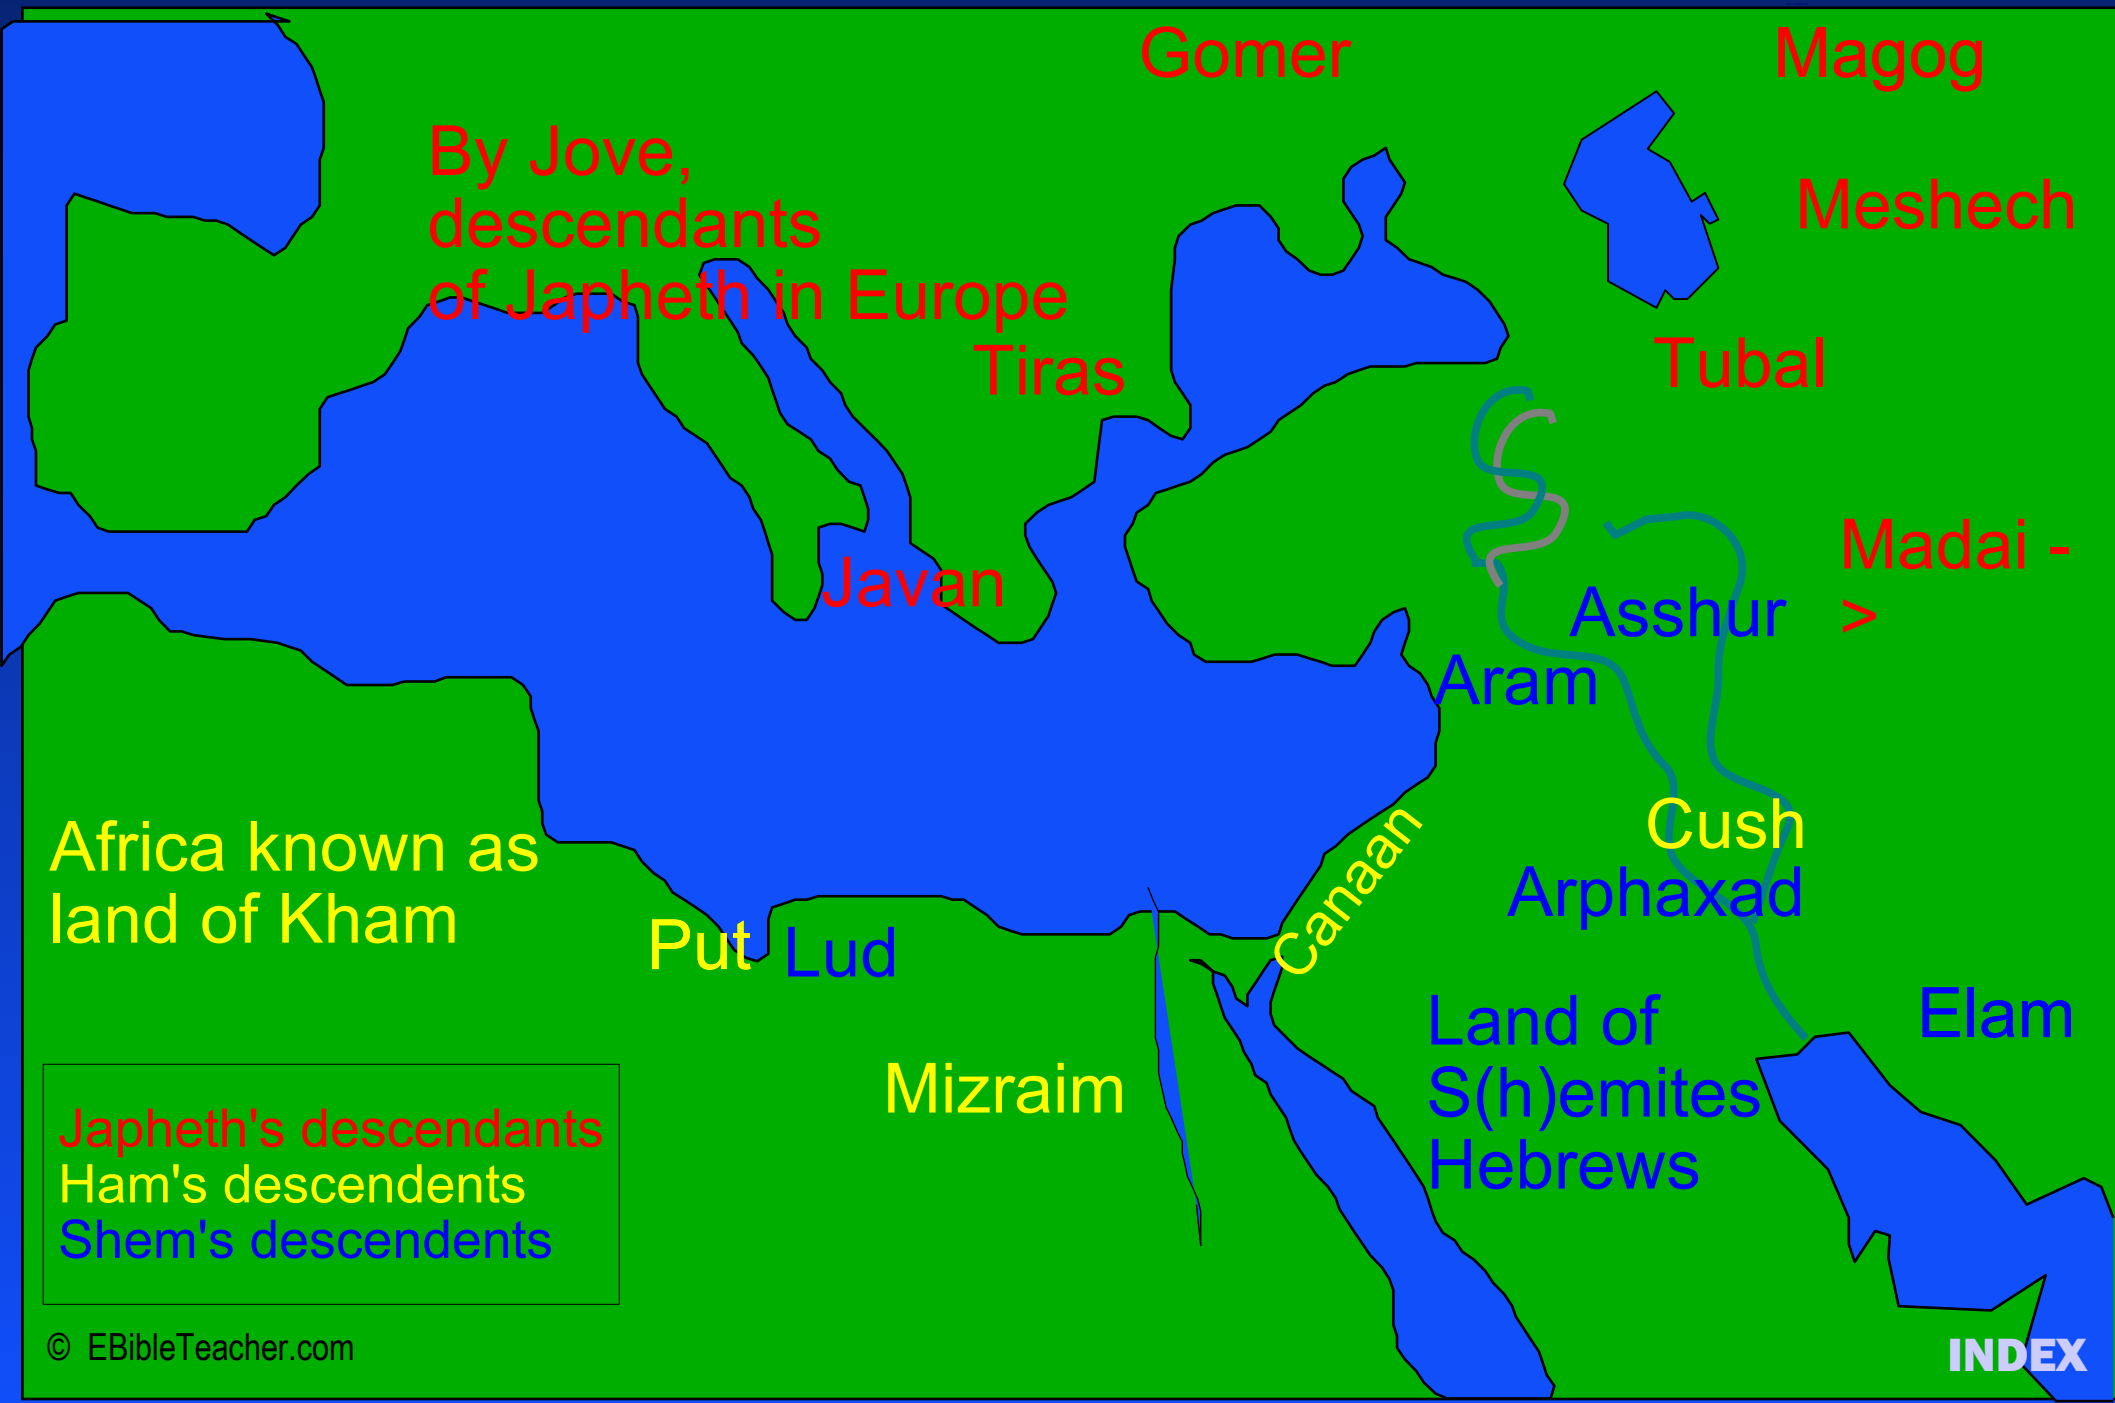 Gomer
Magog
By Jove,
descendants
of Japheth in Europe
Meshech
Tiras
Tubal
Madai -
>
Javan
Asshur
Aram
Africa known as
land of Kham
Canaan
Cush
Arphaxad
Put
Lud
Land of
S(h)emites
Hebrews
Elam
Mizraim
Japheth's descendants
Ham's descendents
Shem's descendents
© EBibleTeacher.com
INDEX